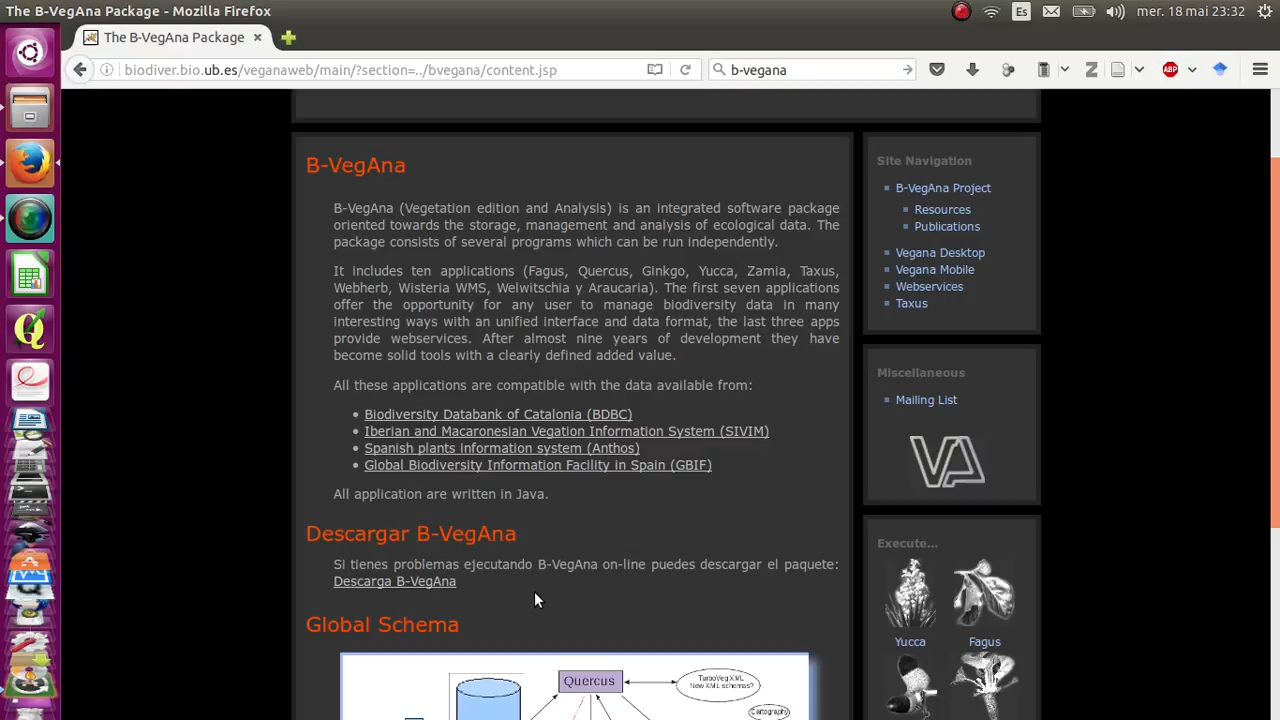 The B-VegAna Package - Mozilla Firefox
Es
mer. 18 mai 23:32
The B-VegAna Package
biodiver.bio.ub.es/veganaweb/main/?section=../bvegana/content.jsp
b-vegana
ABP
B-VegAna
B-VegAna (Vegetation edition and Analysis) is an integrated software package
oriented towards the storage, management and analysis of ecological data. The
package consists of several programs which can be run independently.
It includes ten applications (Fagus, Quercus, Ginkgo, Yucca, Zamia, Taxus,
Webherb, Wisteria WMS, Welwitschia y Araucaria). The first seven applications
offer the opportunity for any user to manage biodiversity data in many
interesting ways with an unified interface and data format, the last three apps
provide webservices. After almost nine years of development they have
become solid tools with a clearly defined added value.
All these applications are compatible with the data available from:
Biodiversity Databank of Catalonia (BDBC)
Iberian and Macaronesian Vegation Information System (SIVIM)
Spanish plants information system (Anthos)
Global Biodiversity Information Facility in Spain (GBIF)
All application are written in Java.
Descargar B-VegAna
Si tienes problemas ejecutando B-VegAna on-line puedes descargar el paquete:
Descarga B-VegAna
Global Schema
Quercus
TurboVeg XML
New XML schemas?
Cartography
Site Navigation
B-VegAna Project
Resources
Publications
Vegana Desktop
Vegana Mobile
Webservices
Taxus
Miscellaneous
Mailing List
VA
Execute...
Yucca
Fagus